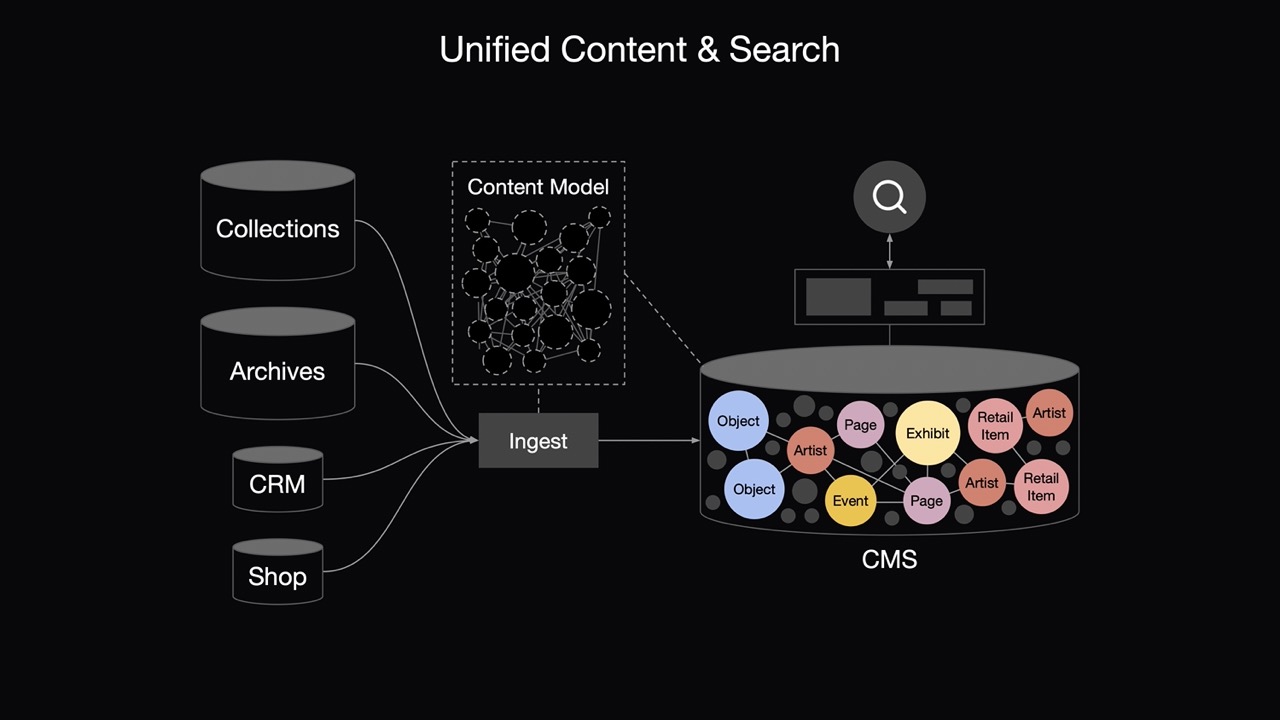 Unified Content & Search
Collections
Archives
CRM
Shop
Content Model
Ingest
Object
Object
Artist
Page
Event
Exhibit
Page
Retail
Item
Artist
Artist
Retail
Item
CMS